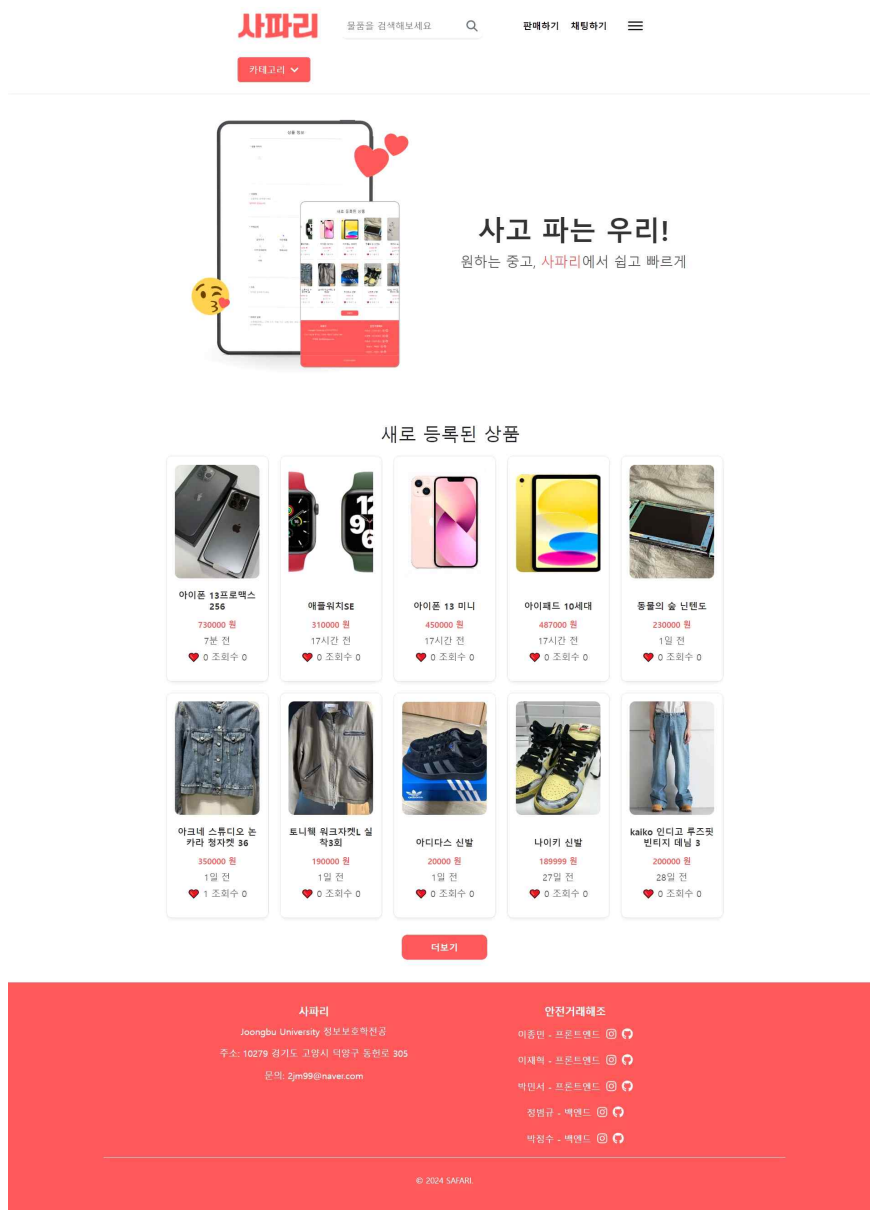 사파리
물품을 검색해보세요
판매하기 채팅하기
카테고리
상품 정보
새로 등록된 상품
사고 파는 우리!
원하는 중고, 사파리에서 쉽고 빠르게
새로 등록된 상품
아이폰 13프로맥스
256
730000 원
7분 전
0 조회수 0
애플워치SE
310000 원
17시간 전
0 조회수 0
아이폰 13 미니
450000 원
17시간 전
0 조회수 0
아이패드 10세대
487000 원
17시간 전
0 조회수 0
동물의 숲 닌텐도
230000 원
1일 전
0 조회수 0
아크네 스튜디오 논
카라 청자켓 36
350000 원
1일 전
1 조회수 0
토니웩 워크자켓L 실
착3회
190000 원
1일 전
0 조회수 0
아디다스 신발
20000 원
1일 전
0 조회수 0
나이키 신발
189999 원
27일 전
0 조회수 0
kaiko 인디고 루즈핏
빈티지 데님 3
200000 원
28일 전
0 조회수 0
더보기
사파리
Joongbu University 정보보호학전공
주소: 10279 경기도 고양시 덕양구 동헌로 305
문의: 2jm99@naver.com
안전거래해조
이종민 - 프론트엔드
이재혁 - 프론트엔드
박민서 - 프론트엔드
정범규 - 백엔드
박정수 - 백엔드
© 2024 SAFARI.